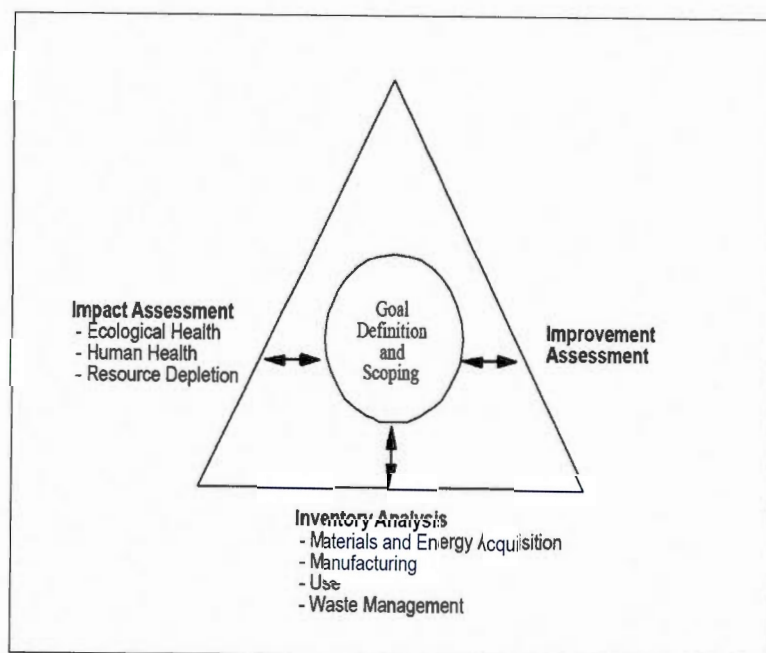 Goal
Definition
and
Scoping
Impact Assessment
- Ecological Health
- Human Health
- Resource Depletion
Improvement
Assessment
Inventory Analysis
- Materials and Energy Acquisition
- Manufacturing
- Use
- Waste Management